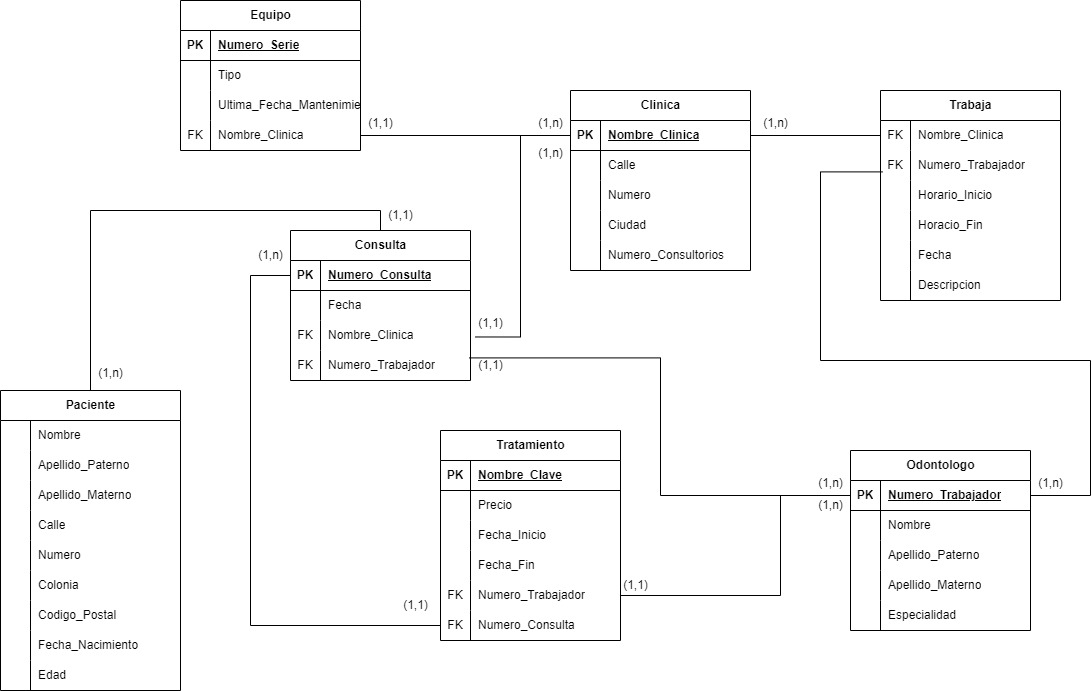 Equipo
PK Numero_Serie
Tipo
Ultima_Fecha_Mantenimie
FK Nombre_Clinica
(1,1)
(1,n)
(1,n)
Clinica
PK Nombre_Clinica
Calle
Numero
Ciudad
Numero_Consultorios
(1,n)
Trabaja
FK Nombre_Clinica
FK Numero_Trabajador
Horario_Inicio
Horacio_Fin
Fecha
Descripcion
(1,1)
(1,n)
Consulta
PK Numero_Consulta
Fecha
FK Nombre_Clinica
FK Numero_Trabajador
(1,1)
(1,1)
(1,n)
Paciente
Nombre
Apellido_Paterno
Apellido_Materno
Calle
Numero
Colonia
Codigo_Postal
Fecha_Nacimiento
Edad
Tratamiento
PK Nombre_Clave
Precio
Fecha_Inicio
Fecha_Fin
FK Numero_Trabajador
FK Numero_Consulta
(1,1)
(1,1)
(1,n)
(1,n)
Odontologo
PK Numero_Trabajador
Nombre
Apellido_Paterno
Apellido_Materno
Especialidad
(1,n)